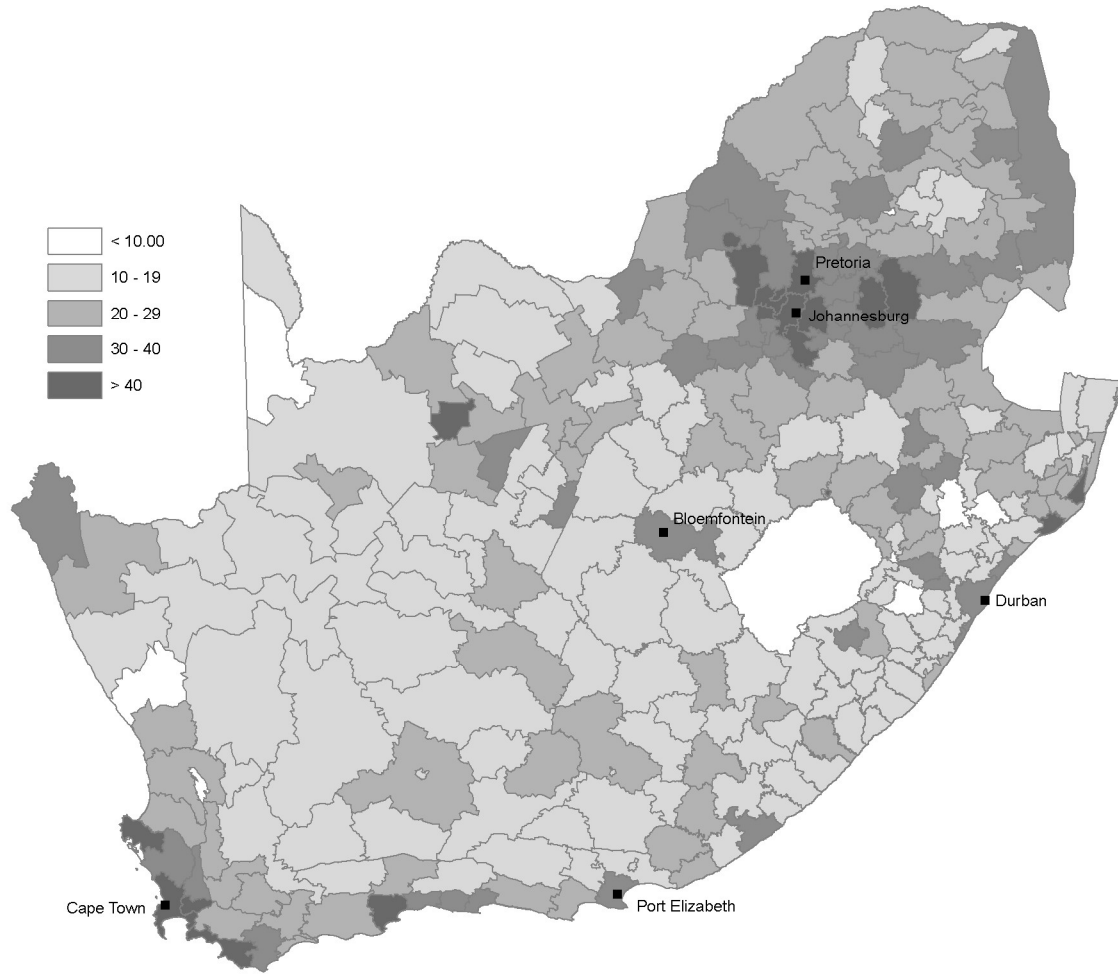 < 10.00
10 - 19
20 - 29
30 - 40
> 40
Pretoria
Johannesburg
Bloemfontein
Durban
Cape Town
Port Elizabeth